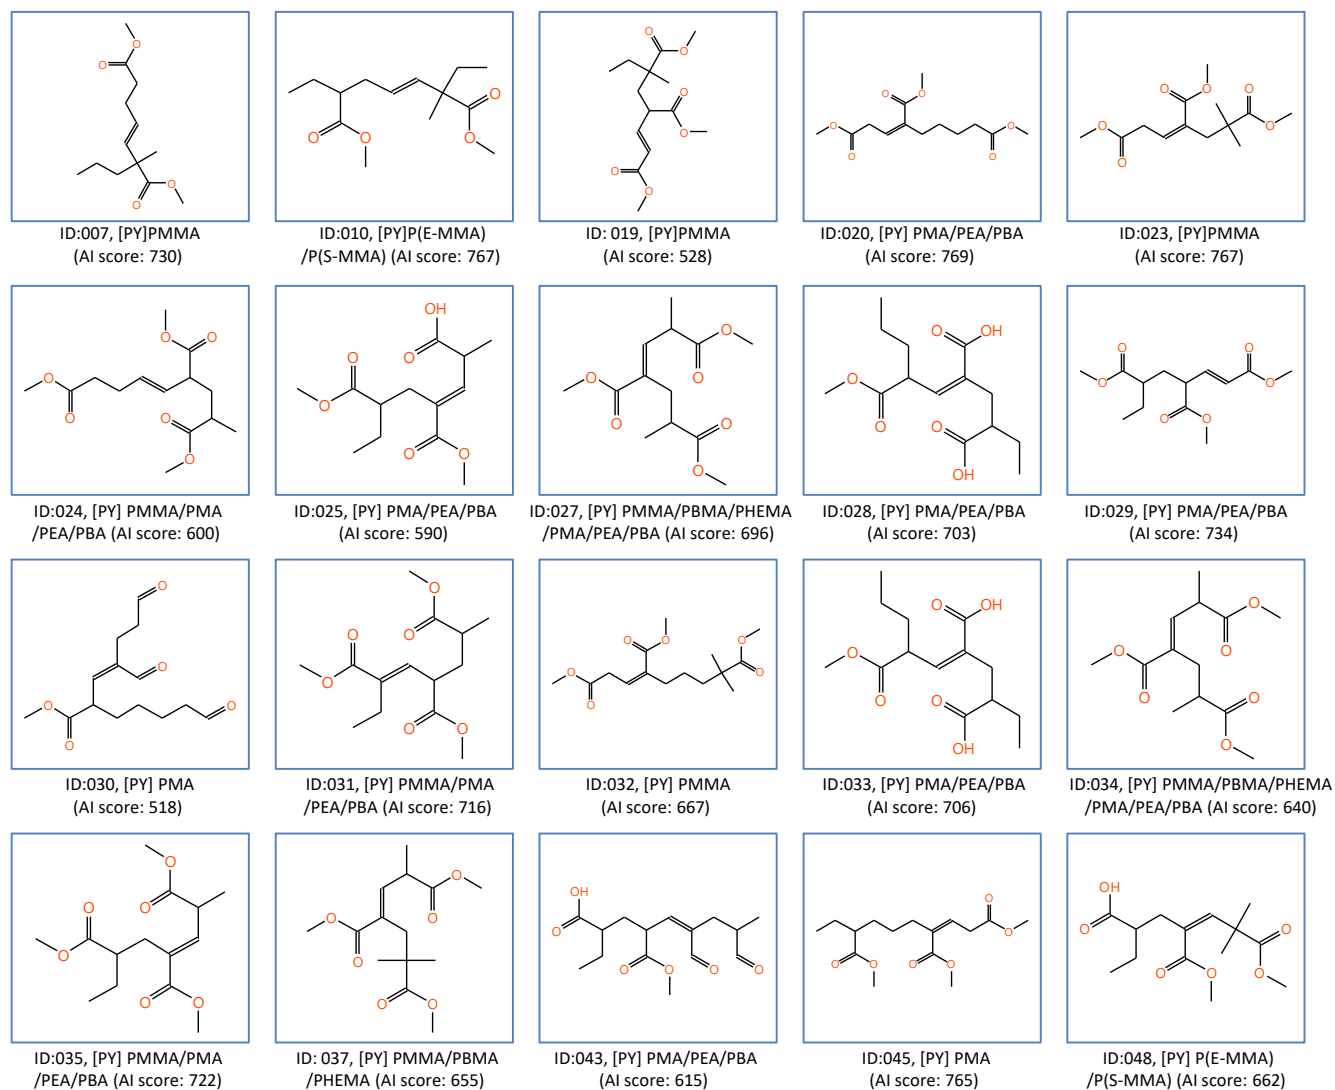 ID:007, [PY]PMMA
(AI score: 730)
ID:010, [PY]P(E-MMA)
/P(S-MMA) (AI score: 767)
ID: 019, [PY]PMMA
(AI score: 528)
ID:020, [PY] PMA/PEA/PBA
(AI score: 769)
ID:023, [PY]PMMA
(AI score: 767)
ID:024, [PY] PMMA/PMA
/PEA/PBA (AI score: 600)
ID:025, [PY] PMA/PEA/PBA
(AI score: 590)
ID:027, [PY] PMMA/PBMA/PHEMA
/PMA/PEA/PBA (AI score: 696)
ID:028, [PY] PMA/PEA/PBA
(AI score: 703)
ID:029, [PY] PMA/PEA/PBA
(AI score: 734)
ID:030, [PY] PMA
(AI score: 518)
ID:031, [PY] PMMA/PMA
/PEA/PBA (AI score: 716)
ID:032, [PY] PMMA
(AI score: 667)
ID:033, [PY] PMA/PEA/PBA
(AI score: 706)
ID:034, [PY] PMMA/PBMA/PHEMA
/PMA/PEA/PBA (AI score: 640)
ID:035, [PY] PMMA/PMA
/PEA/PBA (AI score: 722)
ID: 037, [PY] PMMA/PBMA
/PHEMA (AI score: 655)
ID:043, [PY] PMA/PEA/PBA
(AI score: 615)
ID:045, [PY] PMA
(AI score: 765)
ID:048, [PY] P(E-MMA)
/P(S-MMA) (AI score: 662)